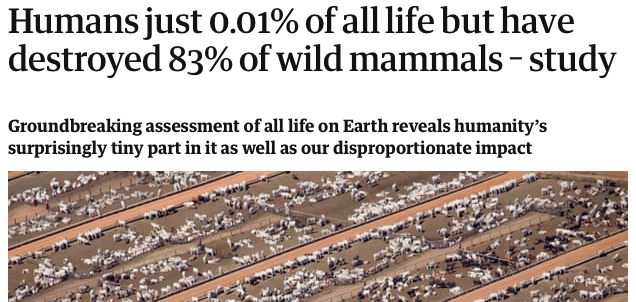 Humans just 0.01% of all life but have
destroyed 83% of wild mammals – study
Groundbreaking assessment of all life on Earth reveals humanity’s
surprisingly tiny part in it as well as our disproportionate impact